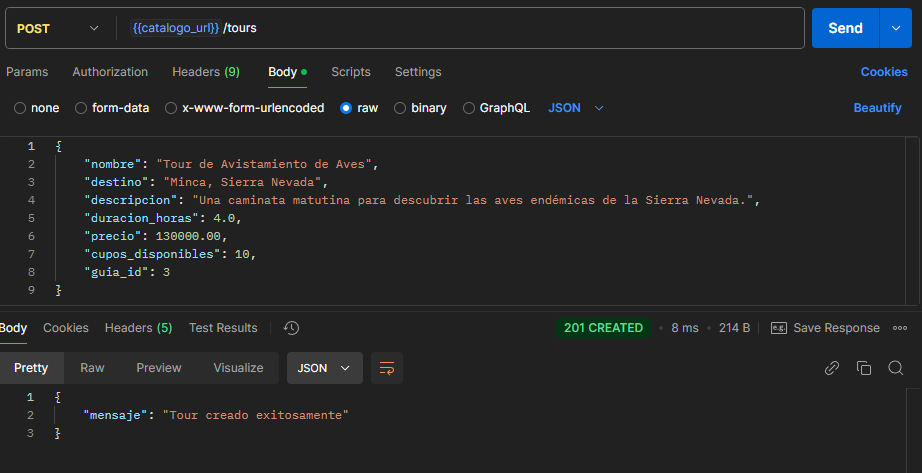 POST {{catalogo_url}} /tours Send
Params Authorization Headers (9) Body Scripts Settings Cookies
none form-data x-www-form-urlencoded raw binary GraphQL JSON Beautify
1 {
2 "nombre": "Tour de Avistamiento de Aves",
3 "destino": "Minca, Sierra Nevada",
4 "descripcion": "Una caminata matutina para descubrir las aves endémicas de la Sierra Nevada.",
5 "duracion_horas": 4.0,
6 "precio": 130000.00,
7 "cupos_disponibles": 10,
8 "guia_id": 3
9 }
Body Cookies Headers (5) Test Results 201 CREATED 8 ms 214 B e.g. Save Response
Pretty Raw Preview Visualize JSON
1 {
2 "mensaje": "Tour creado exitosamente"
3 }